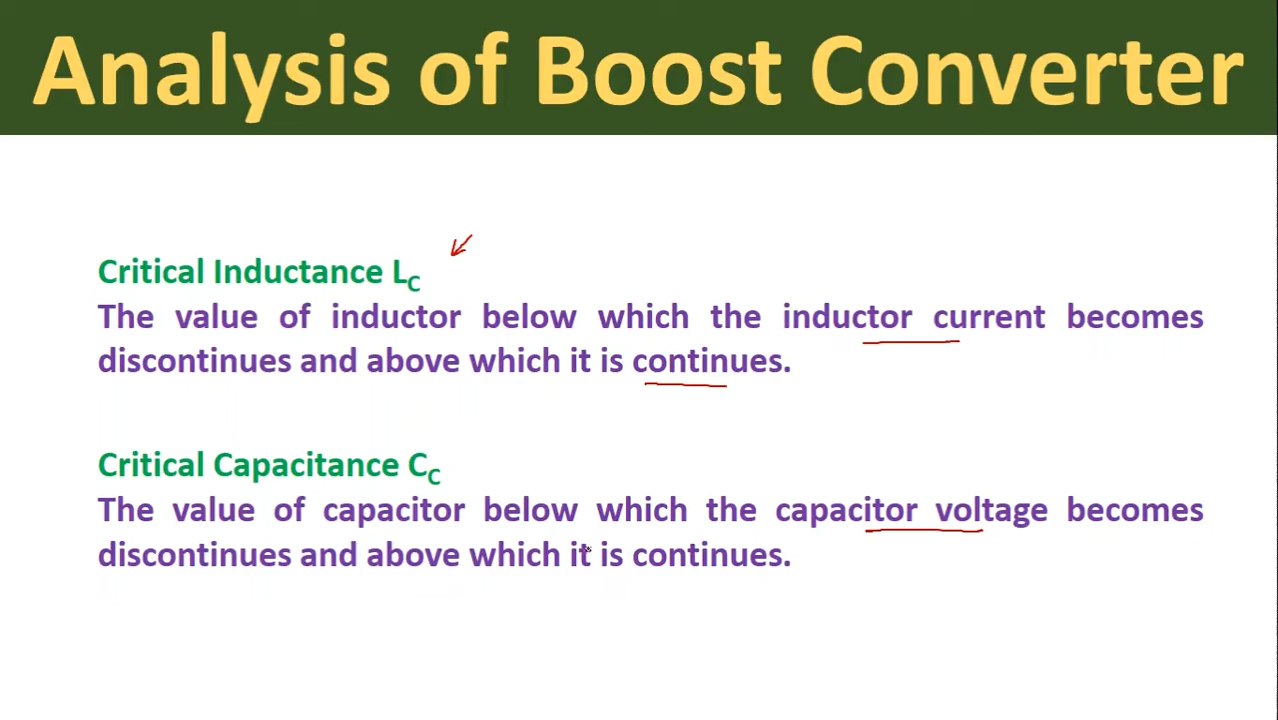 Analysis of Boost Converter
Critical Inductance L_C
The value of inductor below which the inductor current becomes
discontinues and above which it is continues.
Critical Capacitance C_C
The value of capacitor below which the capacitor voltage becomes
discontinues and above which it is continues.